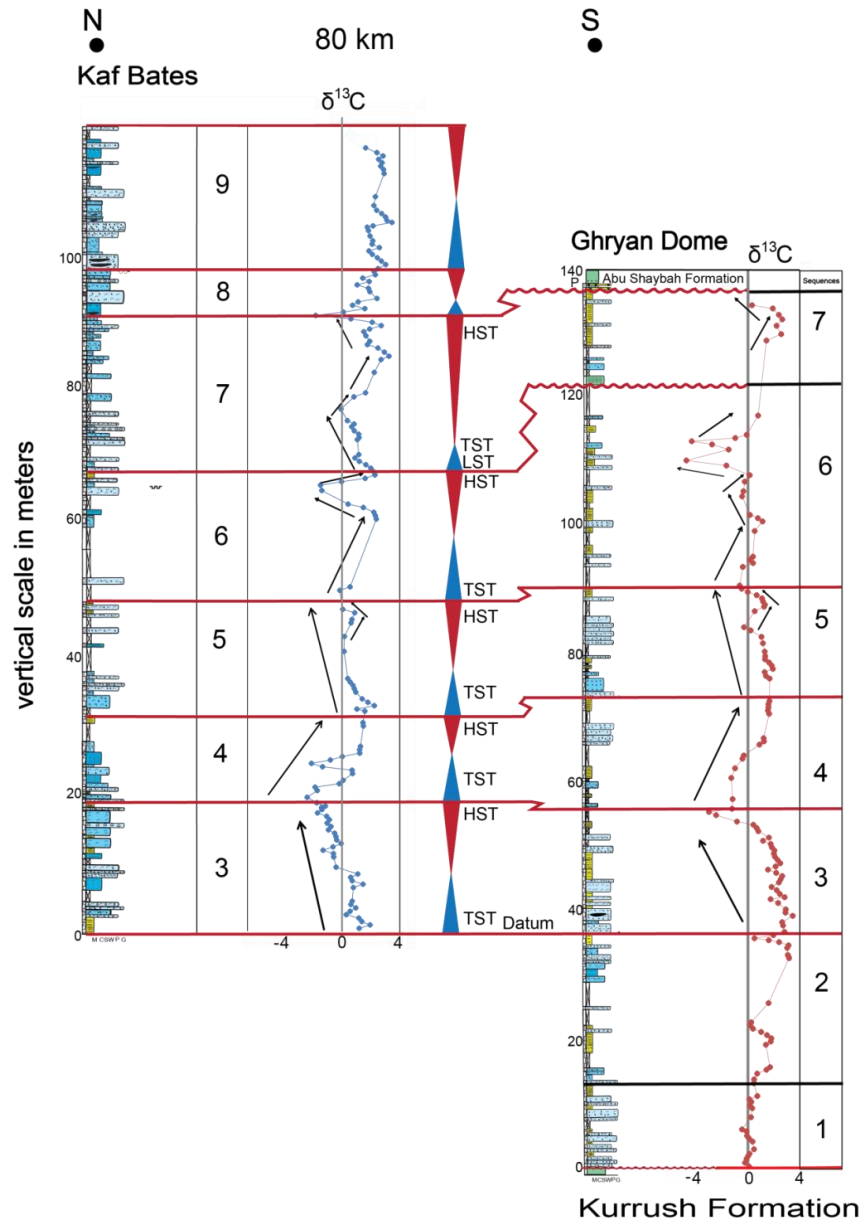 N
80 km
S
Kaf Bates
δ¹³C
9
100
8
80
HST
7
TST
LST
HST
60
6
TST
HST
5
40
TST
HST
4
20
TST
HST
3
TST
0
M CSWP G
-4
0
4
vertical scale in meters
Datum
Ghryan Dome
δ¹³C
140
P
Abu Shaybah Formation
Sequences
7
120
6
100
5
80
4
60
3
40
2
20
1
0
MCSWPG
-4
0
4
Kurrush Formation